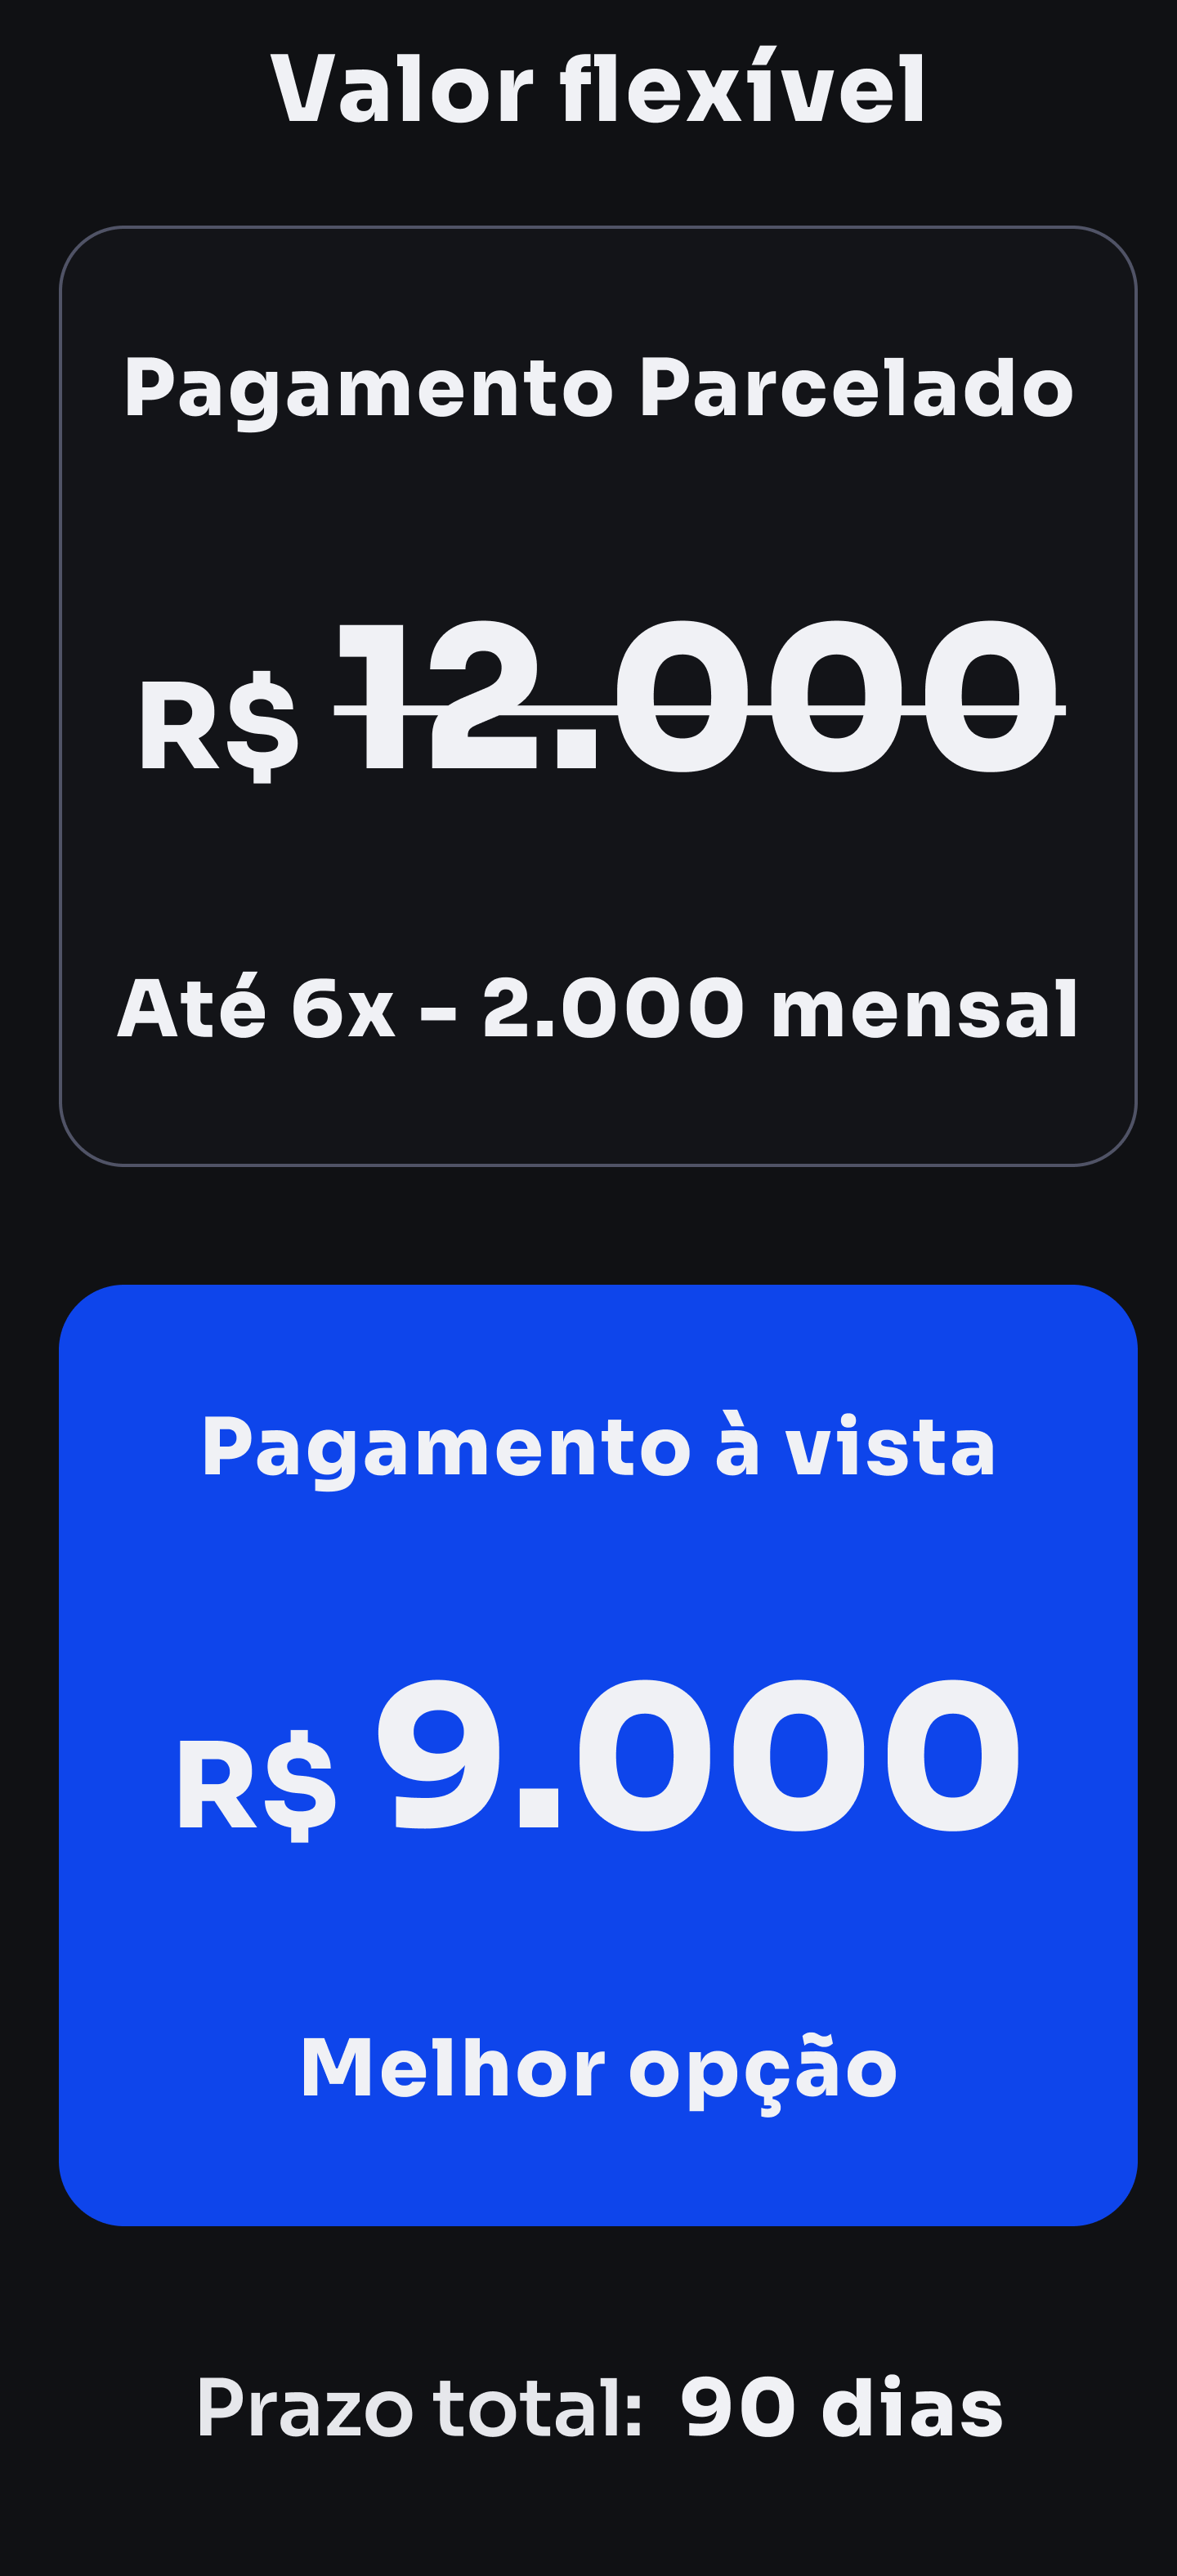 Valor flexível
Pagamento Parcelado
R$ 12.000
Até 6x - 2.000 mensal
Pagamento à vista
R$ 9.000
Melhor opção
Prazo total: 90 dias